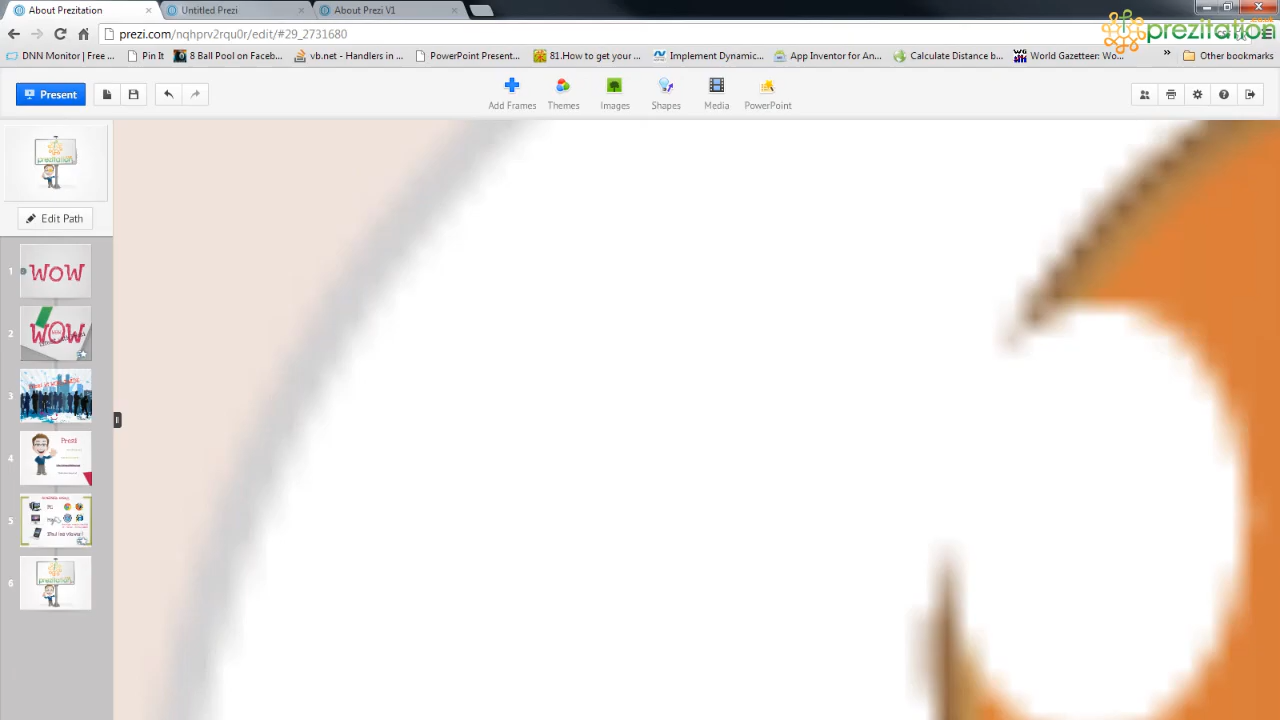 About Prezitation
Untitled Prezi
About Prezi V1
prezi.com/nqhprv2rqu0r/edit/#29_2731680
prezitation
DNN Monitor | Free ...
Pin It
8 Ball Pool on Faceb...
vb.net - Handlers in ...
PowerPoint Present...
81.How to get your ...
Implement Dynamic...
App Inventor for An...
Calculate Distance b...
World Gazetteer: Wo...
»
Other bookmarks
Present
Add Frames
Themes
Images
Shapes
Media
PowerPoint
prezitation
Edit Path
1
WOW
2
WOW
3
4
Prezi
5
PC
6
prezitation